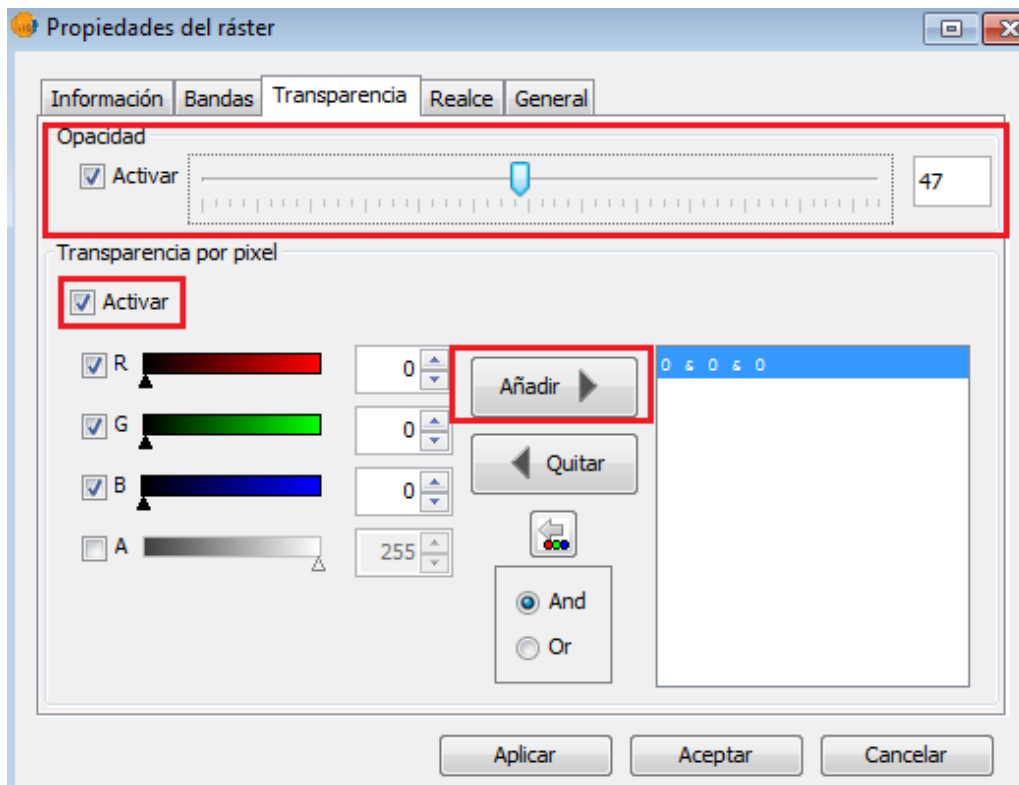 Propiedades del ráster
Información Bandas Transparencia Realce General
Opacidad
Activar 47
Transparencia por pixel
Activar
R 0
Añadir
0 & 0 & 0
G 0
Quitar
B 0
A 255
And
Or
Aplicar Aceptar Cancelar